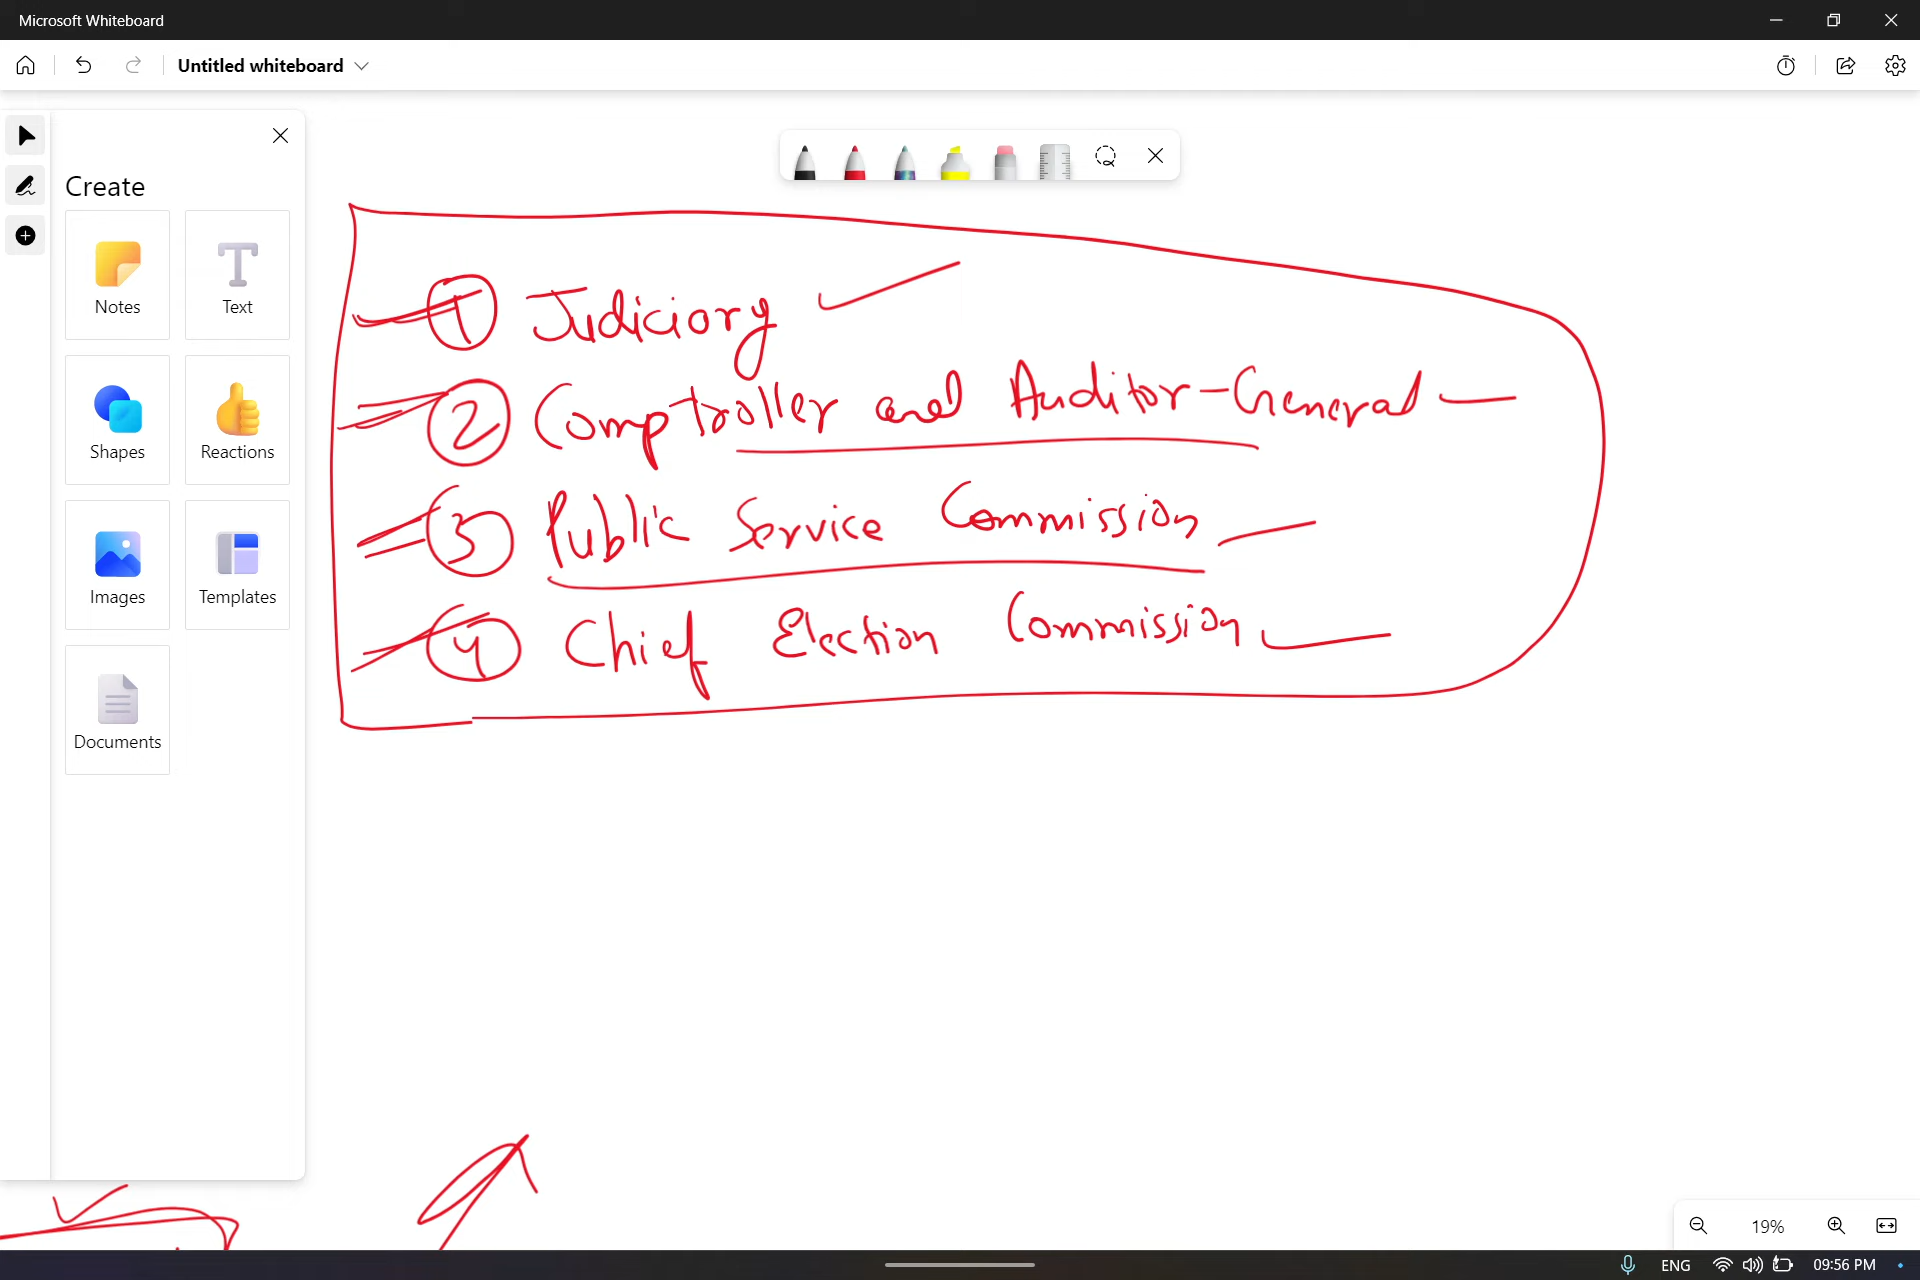 Microsoft Whiteboard
Untitled whiteboard
Create
Notes
Text
Shapes
Reactions
Images
Templates
Documents
1 Judiciory
2 Comptroller and Auditor-General
3 Public Service Commission
4 Chief Election Commission
19%
ENG
09:56 PM